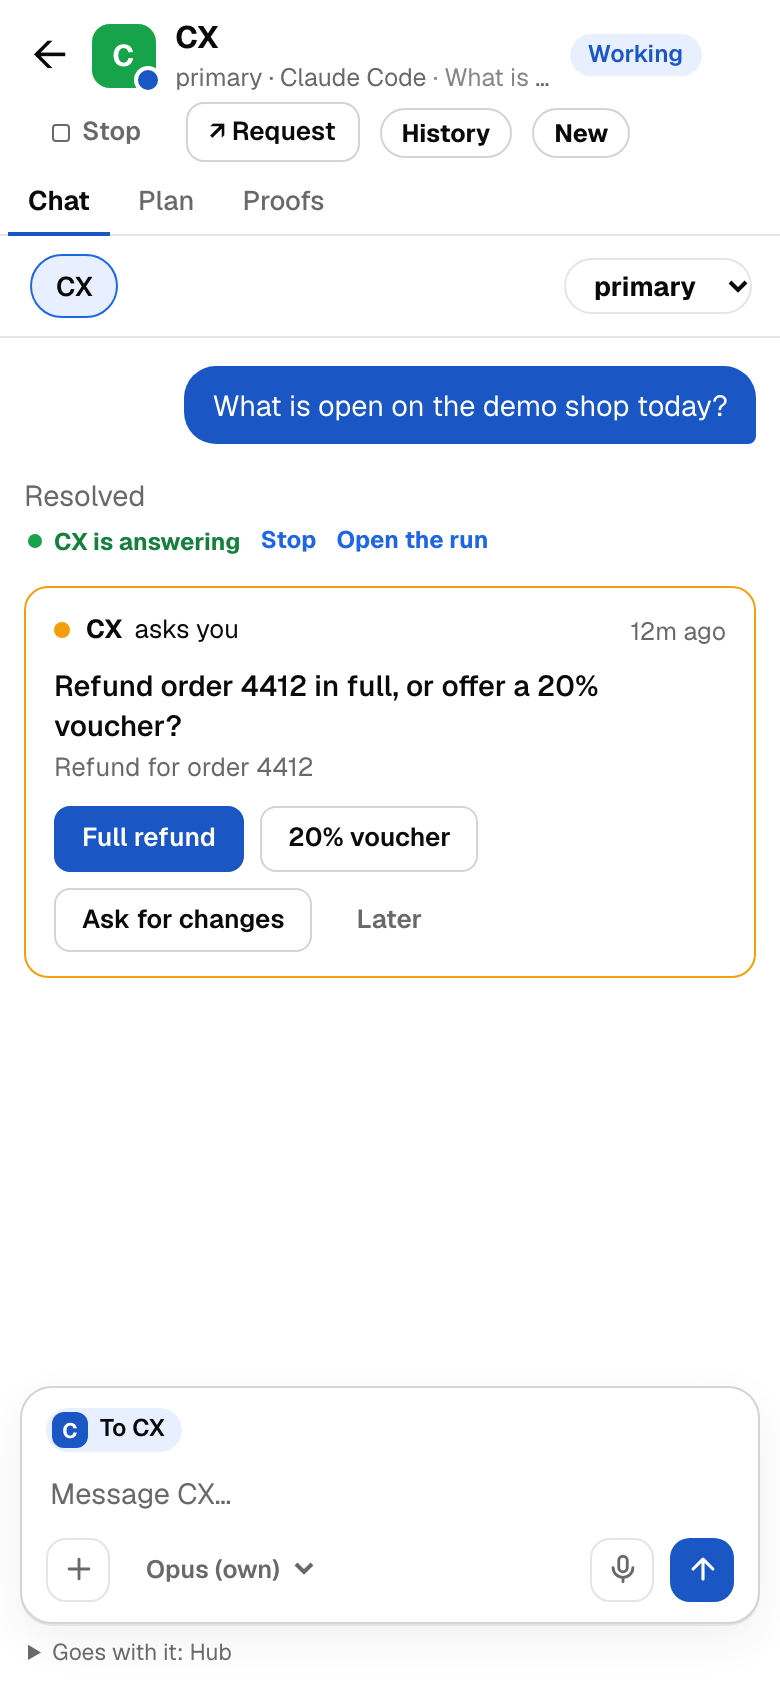 C
CX
primary · Claude Code · What is ...
Working
Stop
Request
History
New
Chat
Plan
Proofs
CX
primary
What is open on the demo shop today?
Resolved
CX is answering
Stop
Open the run
CX asks you
12m ago
Refund order 4412 in full, or offer a 20%
voucher?
Refund for order 4412
Full refund
20% voucher
Ask for changes
Later
C
To CX
Message CX...
Opus (own)
Goes with it: Hub